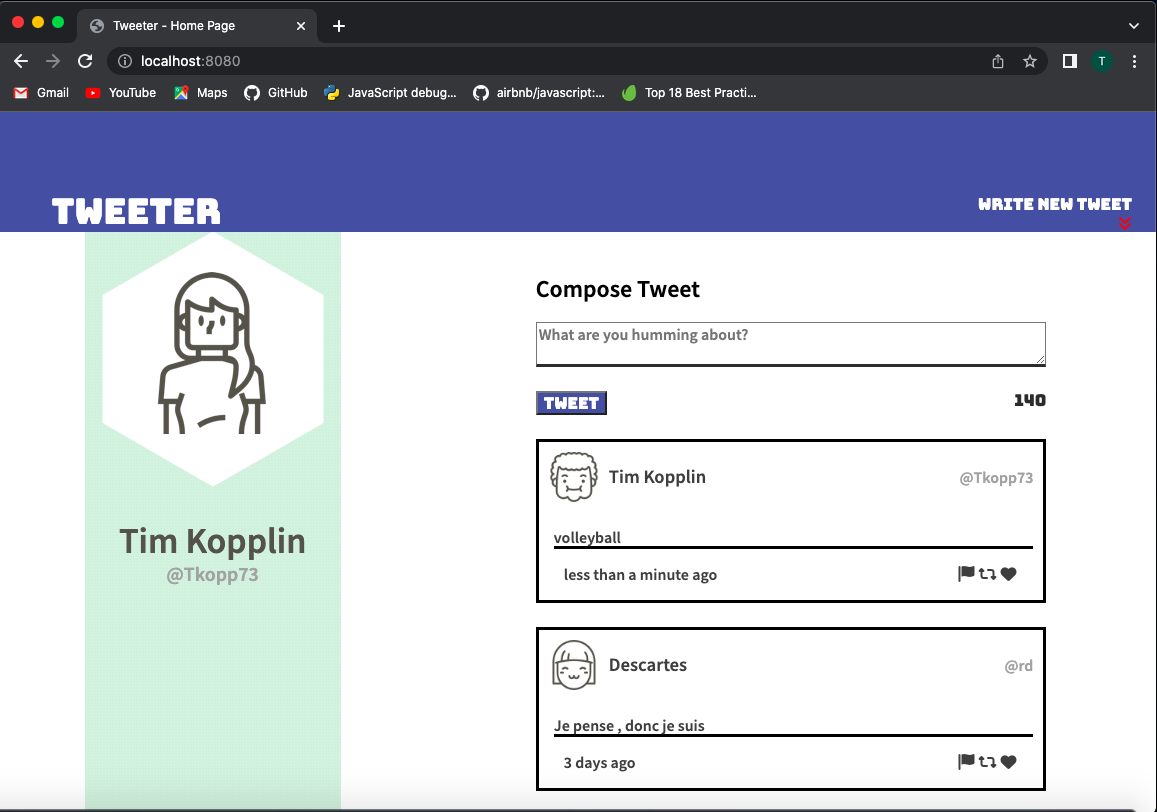 Tweeter - Home Page
localhost:8080
T
Gmail
YouTube
Maps
GitHub
JavaScript debug...
airbnb/javascript:...
Top 18 Best Practi...
TWEETER
WRITE NEW TWEET
Tim Kopplin
@Tkopp73
Compose Tweet
What are you humming about?
TWEET
140
Tim Kopplin
@Tkopp73
volleyball
less than a minute ago
Descartes
@rd
Je pense , donc je suis
3 days ago